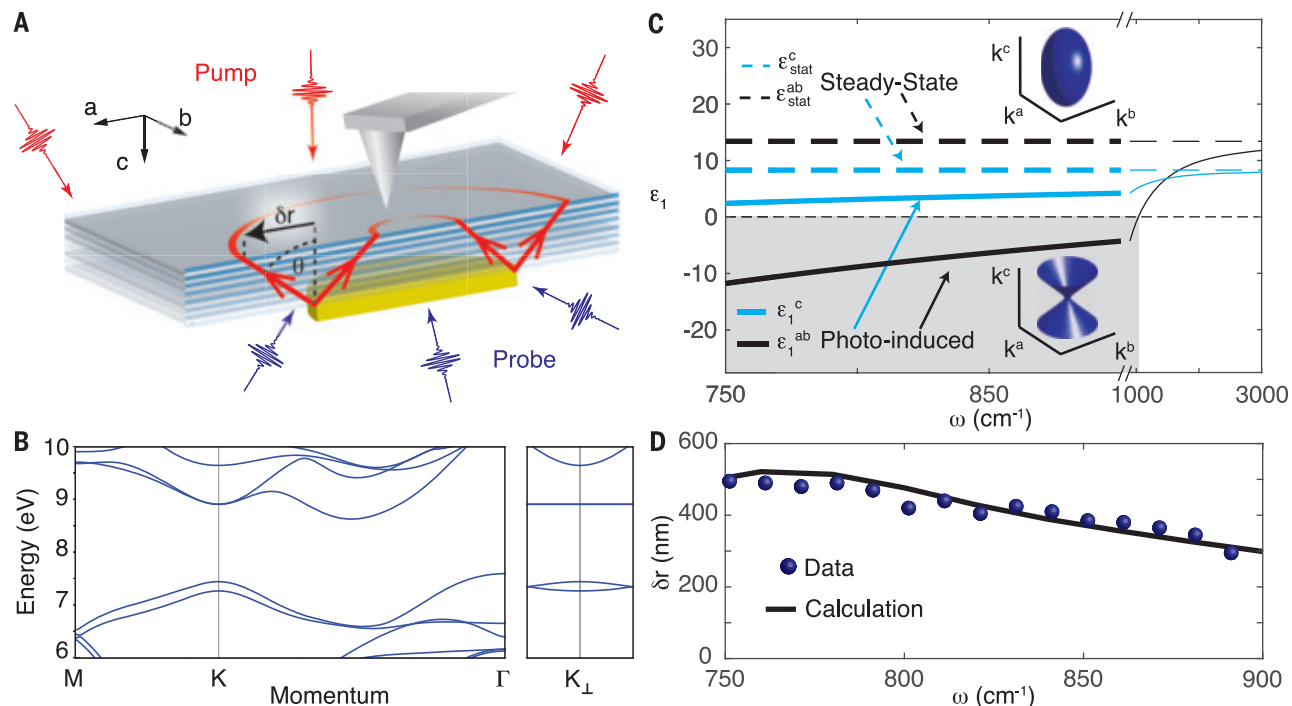 A
Pump
a
b
c
δr
θ
Probe
B
Energy (eV)
10
9
8
7
6
M
K
Γ
Momentum
K⊥
C
ε₁
30
20
10
0
-10
-20
ε^c_stat
ε^ab_stat
Steady-State
k^c
k^a
k^b
ε₁^c
ε₁^ab
Photo-induced
k^c
k^a
k^b
750
850
1000
3000
ω (cm⁻¹)
D
δr (nm)
600
400
200
0
Data
Calculation
750
800
850
900
ω (cm⁻¹)